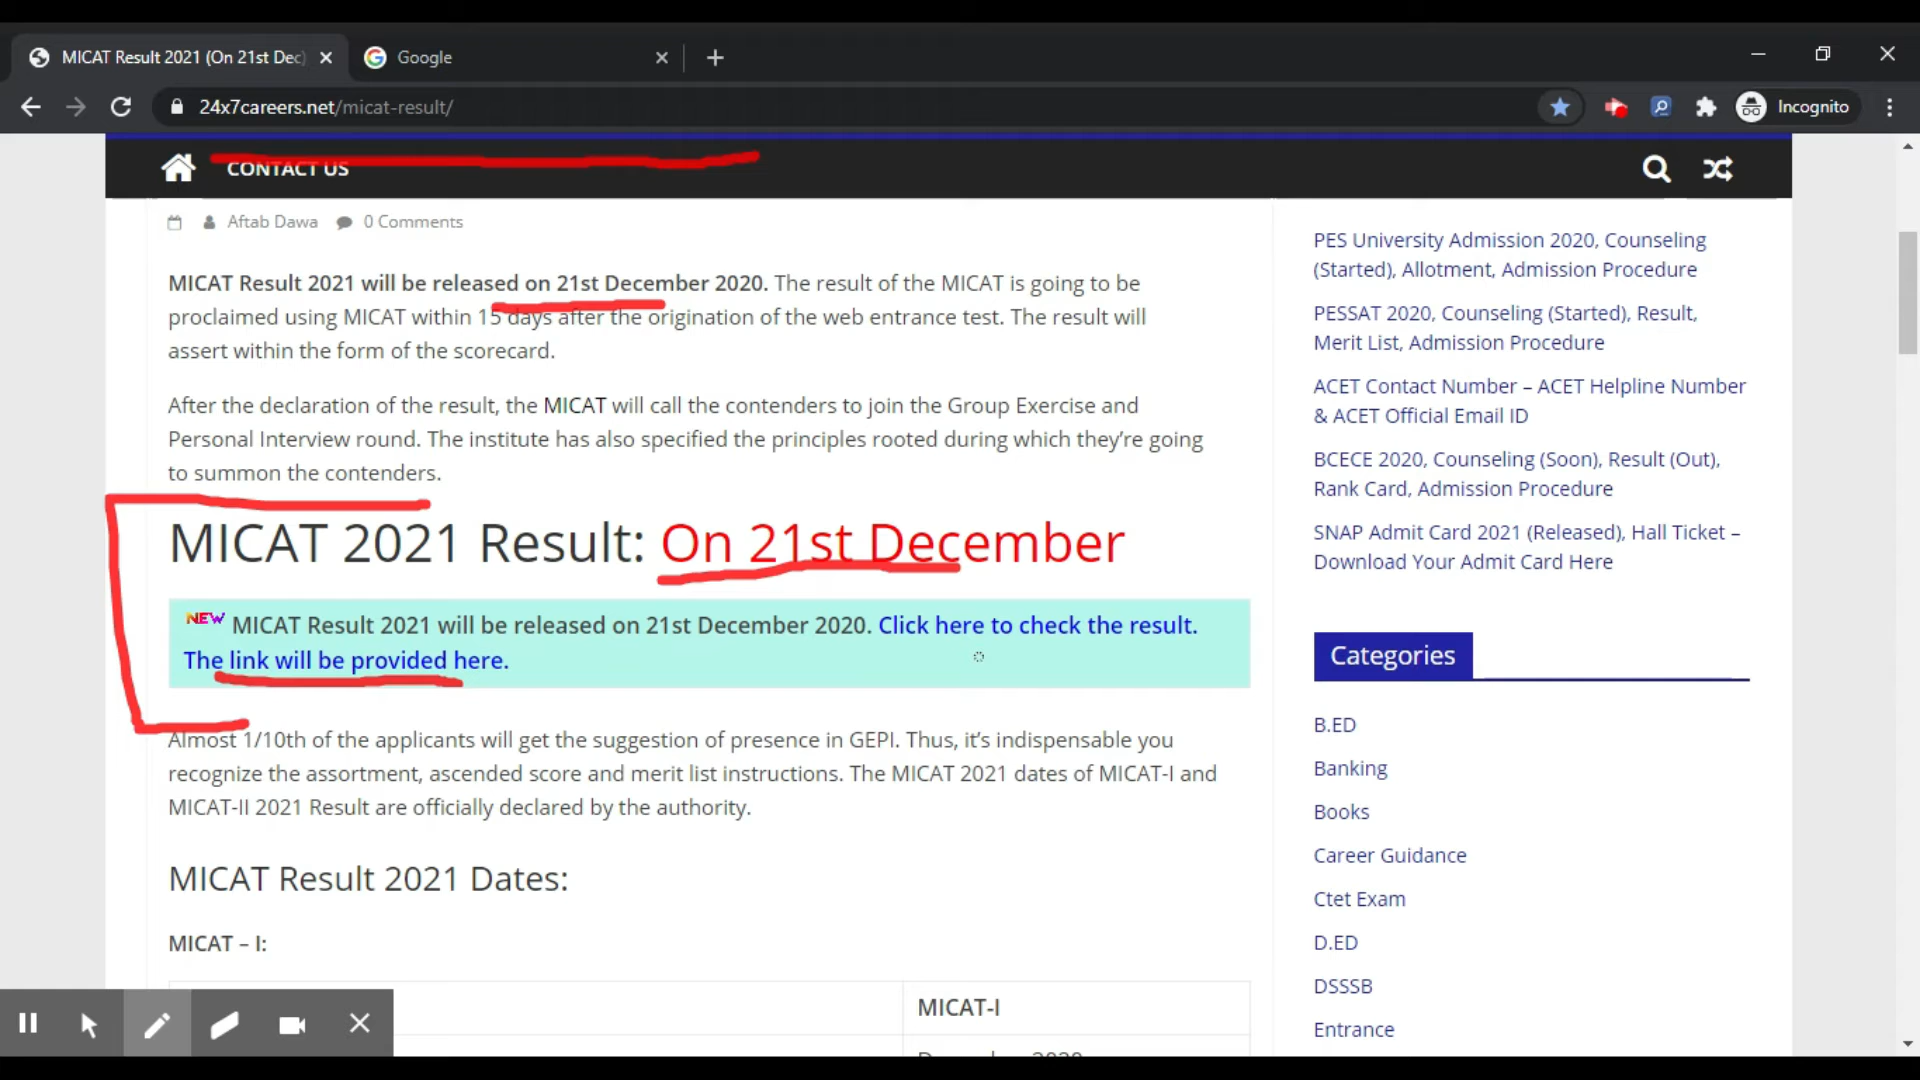 MICAT Result 2021 (On 21st Dec)
Google
24x7careers.net/micat-result/
Incognito
CONTACT US
Aftab Dawa 0 Comments
MICAT Result 2021 will be released on 21st December 2020. The result of the MICAT is going to be
proclaimed using MICAT within 15 days after the origination of the web entrance test. The result will
assert within the form of the scorecard.
After the declaration of the result, the MICAT will call the contenders to join the Group Exercise and
Personal Interview round. The institute has also specified the principles rooted during which they’re going
to summon the contenders.
MICAT 2021 Result: On 21st December
NEW MICAT Result 2021 will be released on 21st December 2020. Click here to check the result.
The link will be provided here.
Almost 1/10th of the applicants will get the suggestion of presence in GEPI. Thus, it’s indispensable you
recognize the assortment, ascended score and merit list instructions. The MICAT 2021 dates of MICAT-I and
MICAT-II 2021 Result are officially declared by the authority.
MICAT Result 2021 Dates:
MICAT – I:
MICAT-I
PES University Admission 2020, Counseling
(Started), Allotment, Admission Procedure
PESSAT 2020, Counseling (Started), Result,
Merit List, Admission Procedure
ACET Contact Number – ACET Helpline Number
& ACET Official Email ID
BCECE 2020, Counseling (Soon), Result (Out),
Rank Card, Admission Procedure
SNAP Admit Card 2021 (Released), Hall Ticket –
Download Your Admit Card Here
Categories
B.ED
Banking
Books
Career Guidance
Ctet Exam
D.ED
DSSSB
Entrance